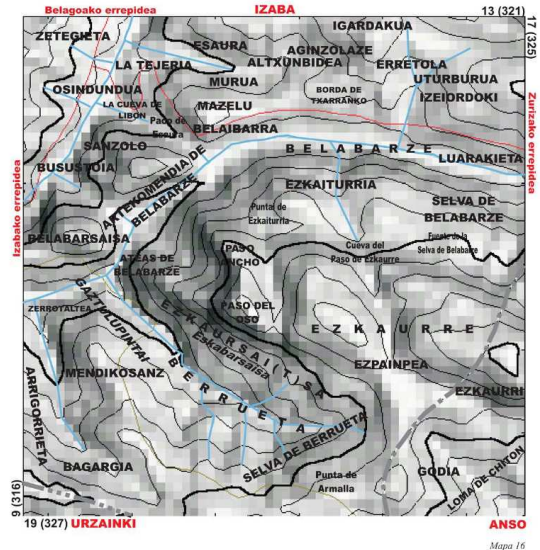 Belagoako errepidea
IZABA
13 (321)
17 (325)
ZETEGIETA
IGARDAKUA
ESAURA
AGINZOLAZE
ALTXUNBIDEA
ERRETOLA
LA TEJERIA
MURUA
UTURBURUA
OSINDUNDUA
BORDA DE
TXARRANKO
IZEIORDOKI
LA CUEVA DE
LIBON
MAZELU
Paco de
Esaura
BELAIBARRA
Zurizako errepidea
SANZOLO
BELABARZE
LUARAKIETA
BUSUSTOIA
ARTEKOMENDIA DE
BELABARZE
EZKAITURRIA
SELVA DE
BELABARZE
Punta de
Ezkaiturria
Izabako errepidea
BELABARSAISA
Fuente de la
Selva de Belabarze
PASO
ANCHO
Cueva del
Paso de Ezkaurre
ATEAS DE
BELABARZE
GAZTULUPINTAI
ZERROTALTEA
PASO DEL
OSO
EZKAURSAI(T)SA
Eskabarsaisa
EZKAURRE
EZPAINPEA
MENDIKOSANZ
BERRUETA
EZKAURRI
ARRIGORRIETA
SELVA DE BERRUETA
BAGARGIA
Punta de
Armalla
GODIA
LOMA DE CHITON
9 (316)
19 (327)
URZAINKI
ANSO
Mapa 16